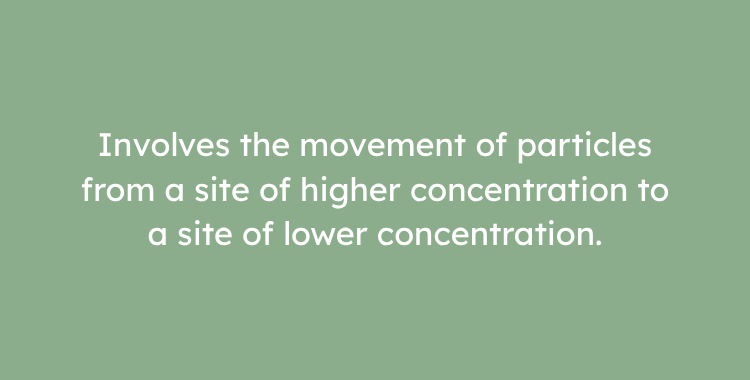 Involves the movement of particles
from a site of higher concentration to
a site of lower concentration.